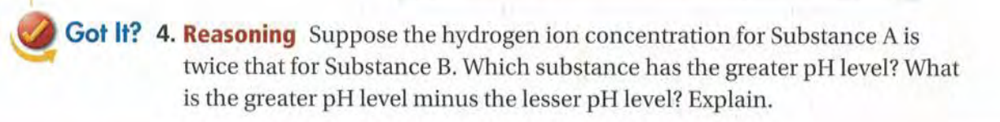 Got It? 4. Reasoning Suppose the hydrogen ion concentration for Substance A is
twice that for Substance B. Which substance has the greater pH level? What
is the greater pH level minus the lesser pH level? Explain.